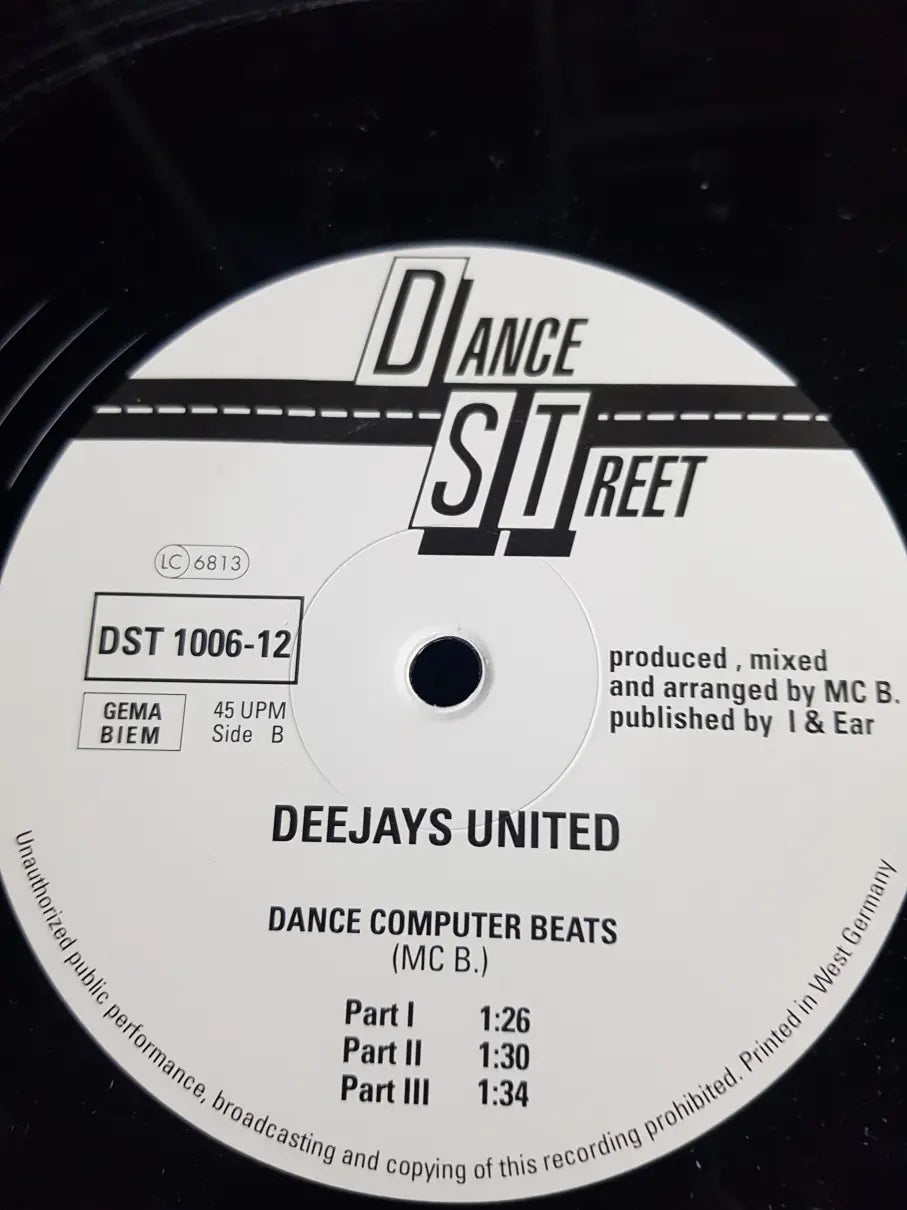 DANCE
STREET
LC 6813
DST 1006-12
GEMA
BIEM
45 UPM
Side B
produced , mixed
and arranged by MC B.
published by I & Ear
DEEJAYS UNITED
DANCE COMPUTER BEATS
(MC B.)
Part I 1:26
Part II 1:30
Part III 1:34
Unauthorized public performance, broadcasting and copying of this recording prohibited. Printed in West Germany